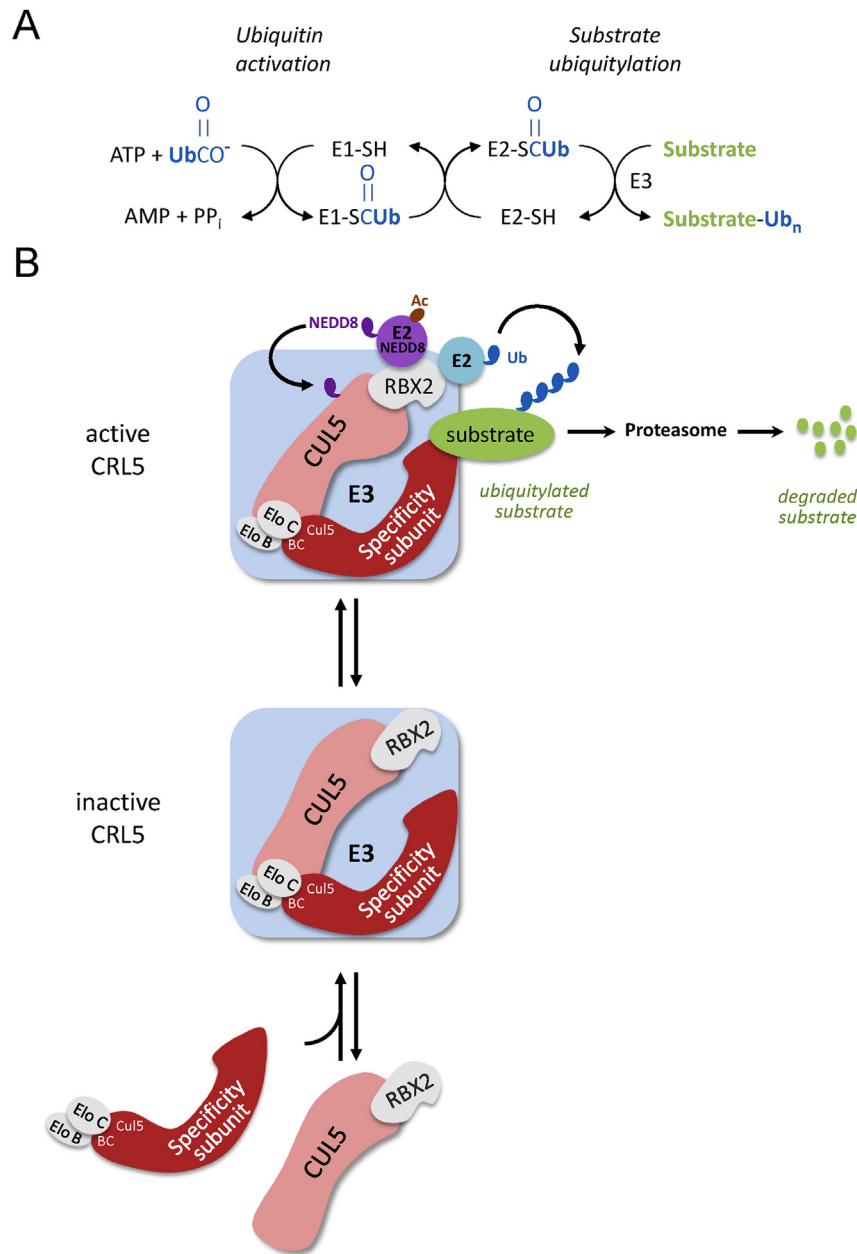 A
Ubiquitin
activation
Substrate
ubiquitylation
O
O
ATP + UbCO-
E1-SH
E2-SCUb
Substrate
O
E3
AMP + PPi
E1-SCUb
E2-SH
Substrate-Ubn
B
Ac
NEDD8
E2
NEDD8
E2
Ub
RBX2
active
CRL5
CUL5
substrate
Proteasome
E3
ubiquitylated
substrate
degraded
substrate
Specificity
subunit
Elo C
Elo B
Cul5
BC
RBX2
inactive
CRL5
CUL5
E3
Specificity
subunit
Elo C
Elo B
Cul5
BC
RBX2
Elo C
Elo B
Cul5
BC
Specificity
subunit
CUL5